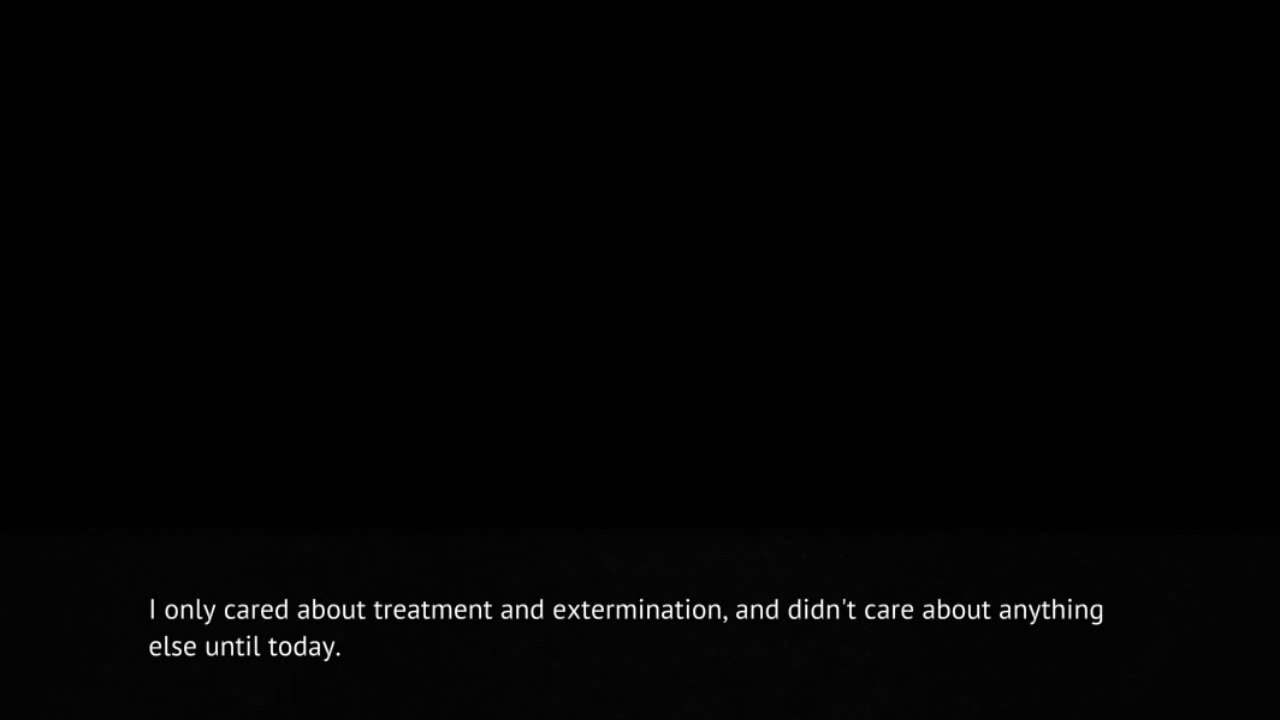 I only cared about treatment and extermination, and didn't care about anything
else until today.